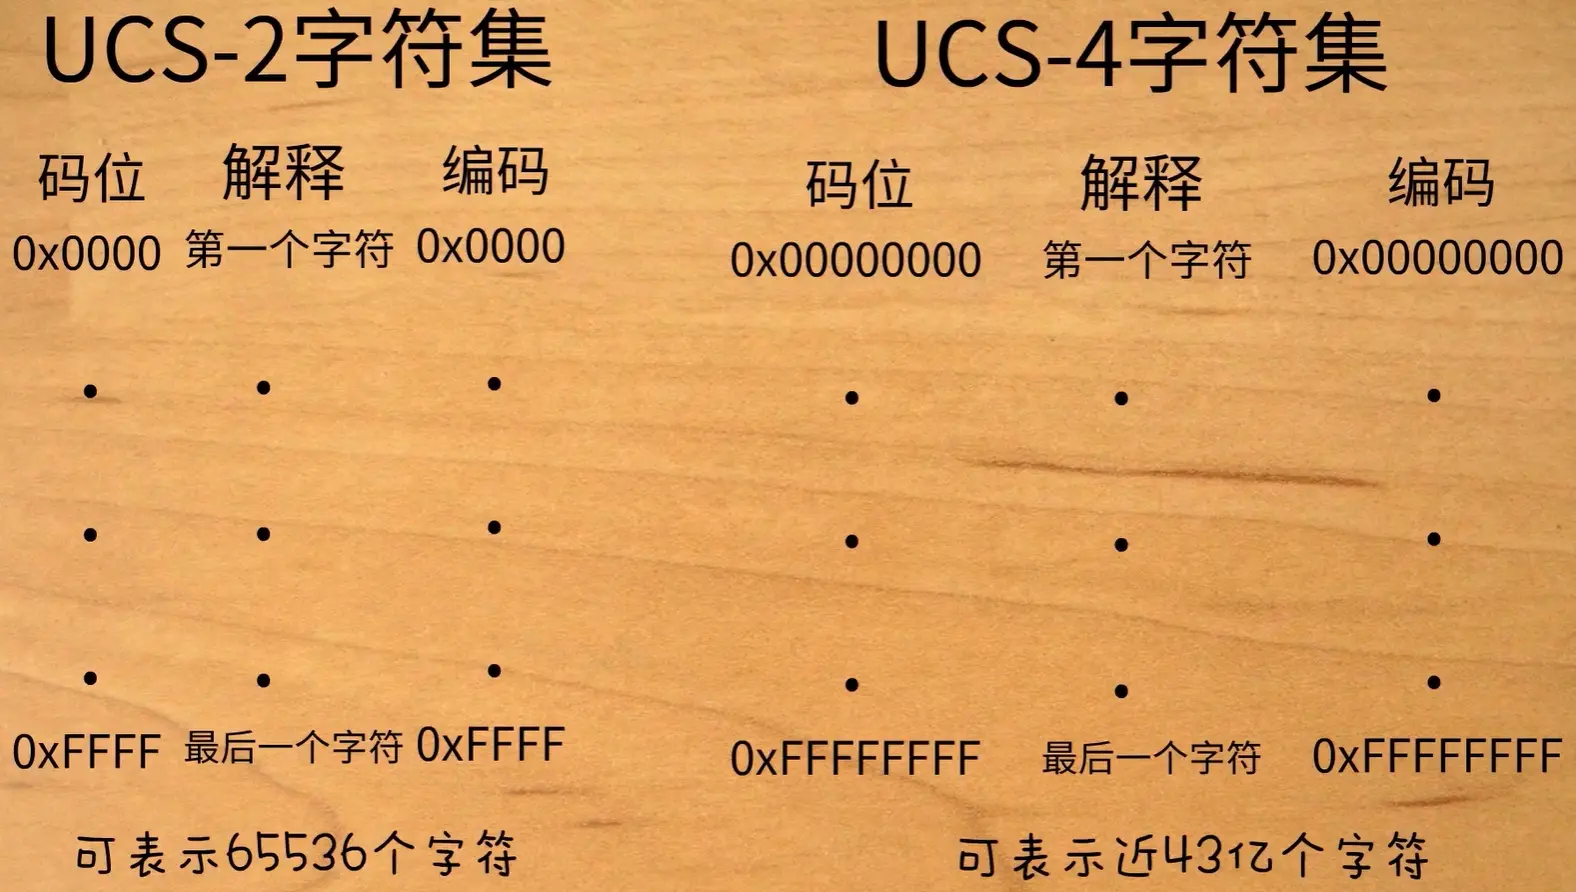 UCS-2字符集
码位 解释 编码
0x0000 第一个字符 0x0000
0xFFFF 最后一个字符 0xFFFF
可表示65536个字符
UCS-4字符集
码位 解释 编码
0x00000000 第一个字符 0x00000000
0xFFFFFFFF 最后一个字符 0xFFFFFFFF
可表示近43亿个字符